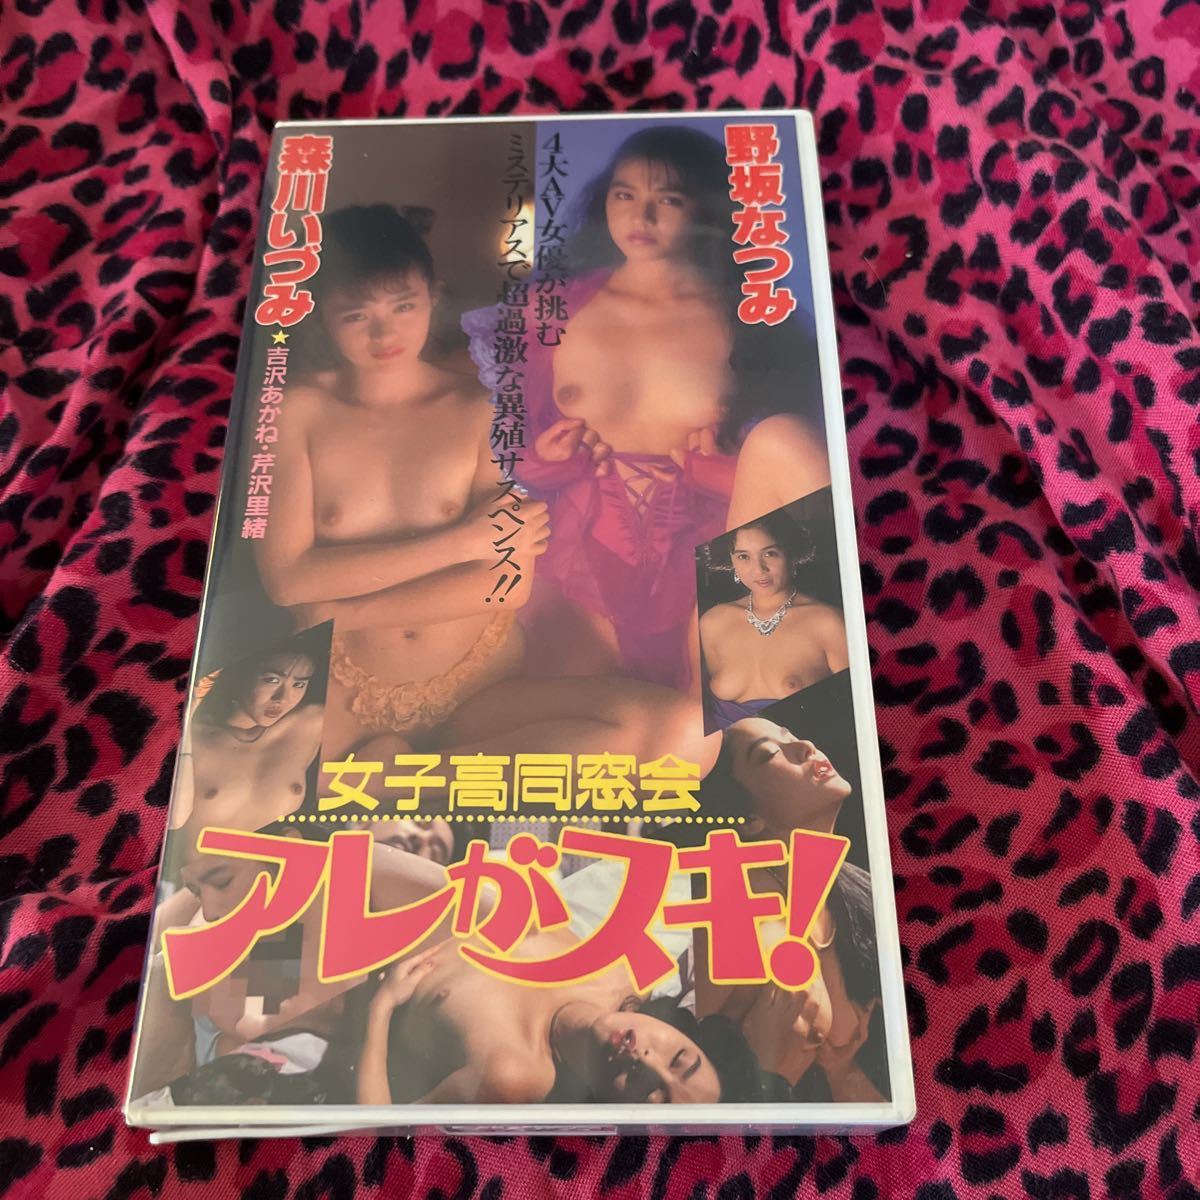 野坂なつみ
4大AV女優が挑む
ミステリアスで超過激な異殖サスペンス!!
森川いづみ
★吉沢あかね・芹沢里緒
女子高同窓会
アレがスキ!